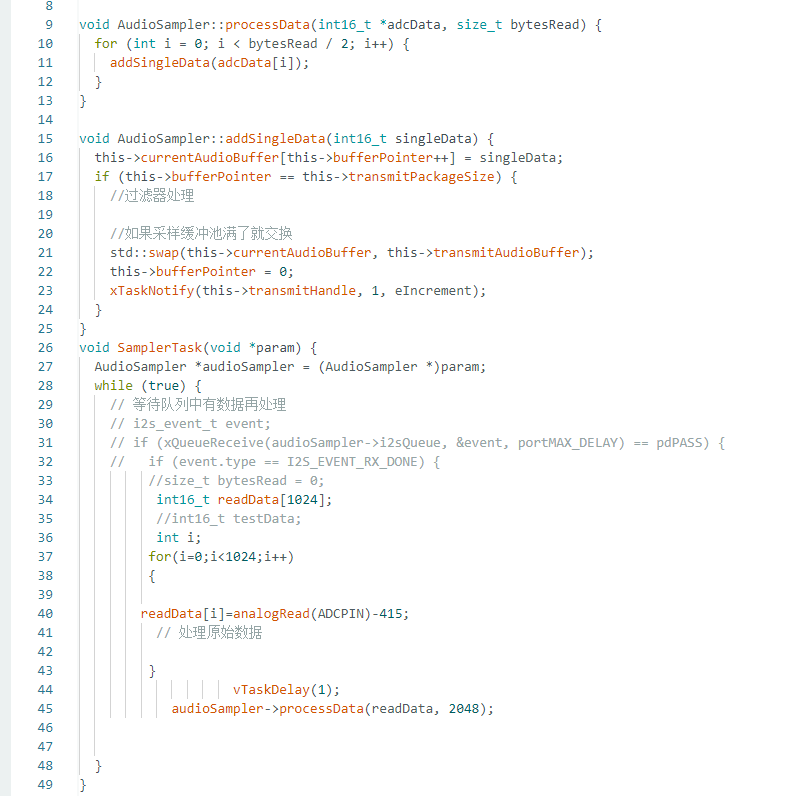 8
9 void AudioSampler::processData(int16_t *adcData, size_t bytesRead) {
10 for (int i = 0; i < bytesRead / 2; i++) {
11 addSingleData(adcData[i]);
12 }
13 }
14
15 void AudioSampler::addSingleData(int16_t singleData) {
16 this->currentAudioBuffer[this->bufferPointer++] = singleData;
17 if (this->bufferPointer == this->transmitPackageSize) {
18 //过滤器处理
19
20 //如果采样缓冲池满了就交换
21 std::swap(this->currentAudioBuffer, this->transmitAudioBuffer);
22 this->bufferPointer = 0;
23 xTaskNotify(this->transmitHandle, 1, eIncrement);
24 }
25 }
26 void SamplerTask(void *param) {
27 AudioSampler *audioSampler = (AudioSampler *)param;
28 while (true) {
29 // 等待队列中有数据再处理
30 // i2s_event_t event;
31 // if (xQueueReceive(audioSampler->i2sQueue, &event, portMAX_DELAY) == pdPASS) {
32 // if (event.type == I2S_EVENT_RX_DONE) {
33 //size_t bytesRead = 0;
34 int16_t readData[1024];
35 //int16_t testData;
36 int i;
37 for(i=0;i<1024;i++)
38 {
39
40 readData[i]=analogRead(ADCPIN)-415;
41 // 处理原始数据
42
43 }
44 vTaskDelay(1);
45 audioSampler->processData(readData, 2048);
46
47
48 }
49 }